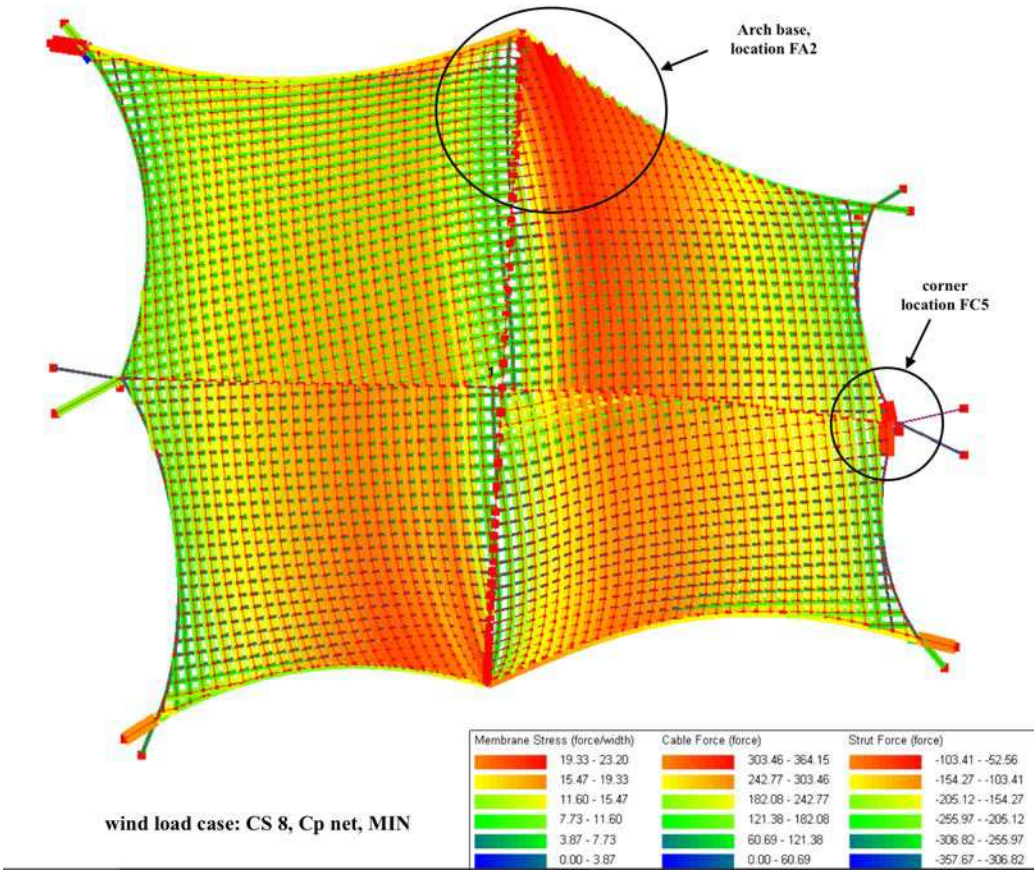 Arch base,
location FA2
corner
location FC5
wind load case: CS 8, Cp net, MIN
Membrane Stress (force/width) Cable Force (force) Strut Force (force)
19.33 - 23.20 303.46 - 364.15 -103.41 - -52.56
15.47 - 19.33 242.77 - 303.46 -154.27 - -103.41
11.60 - 15.47 182.08 - 242.77 -205.12 - -154.27
7.73 - 11.60 121.38 - 182.08 -255.97 - -205.12
3.87 - 7.73 60.69 - 121.38 -306.82 - -255.97
0.00 - 3.87 0.00 - 60.69 -357.67 - -306.82